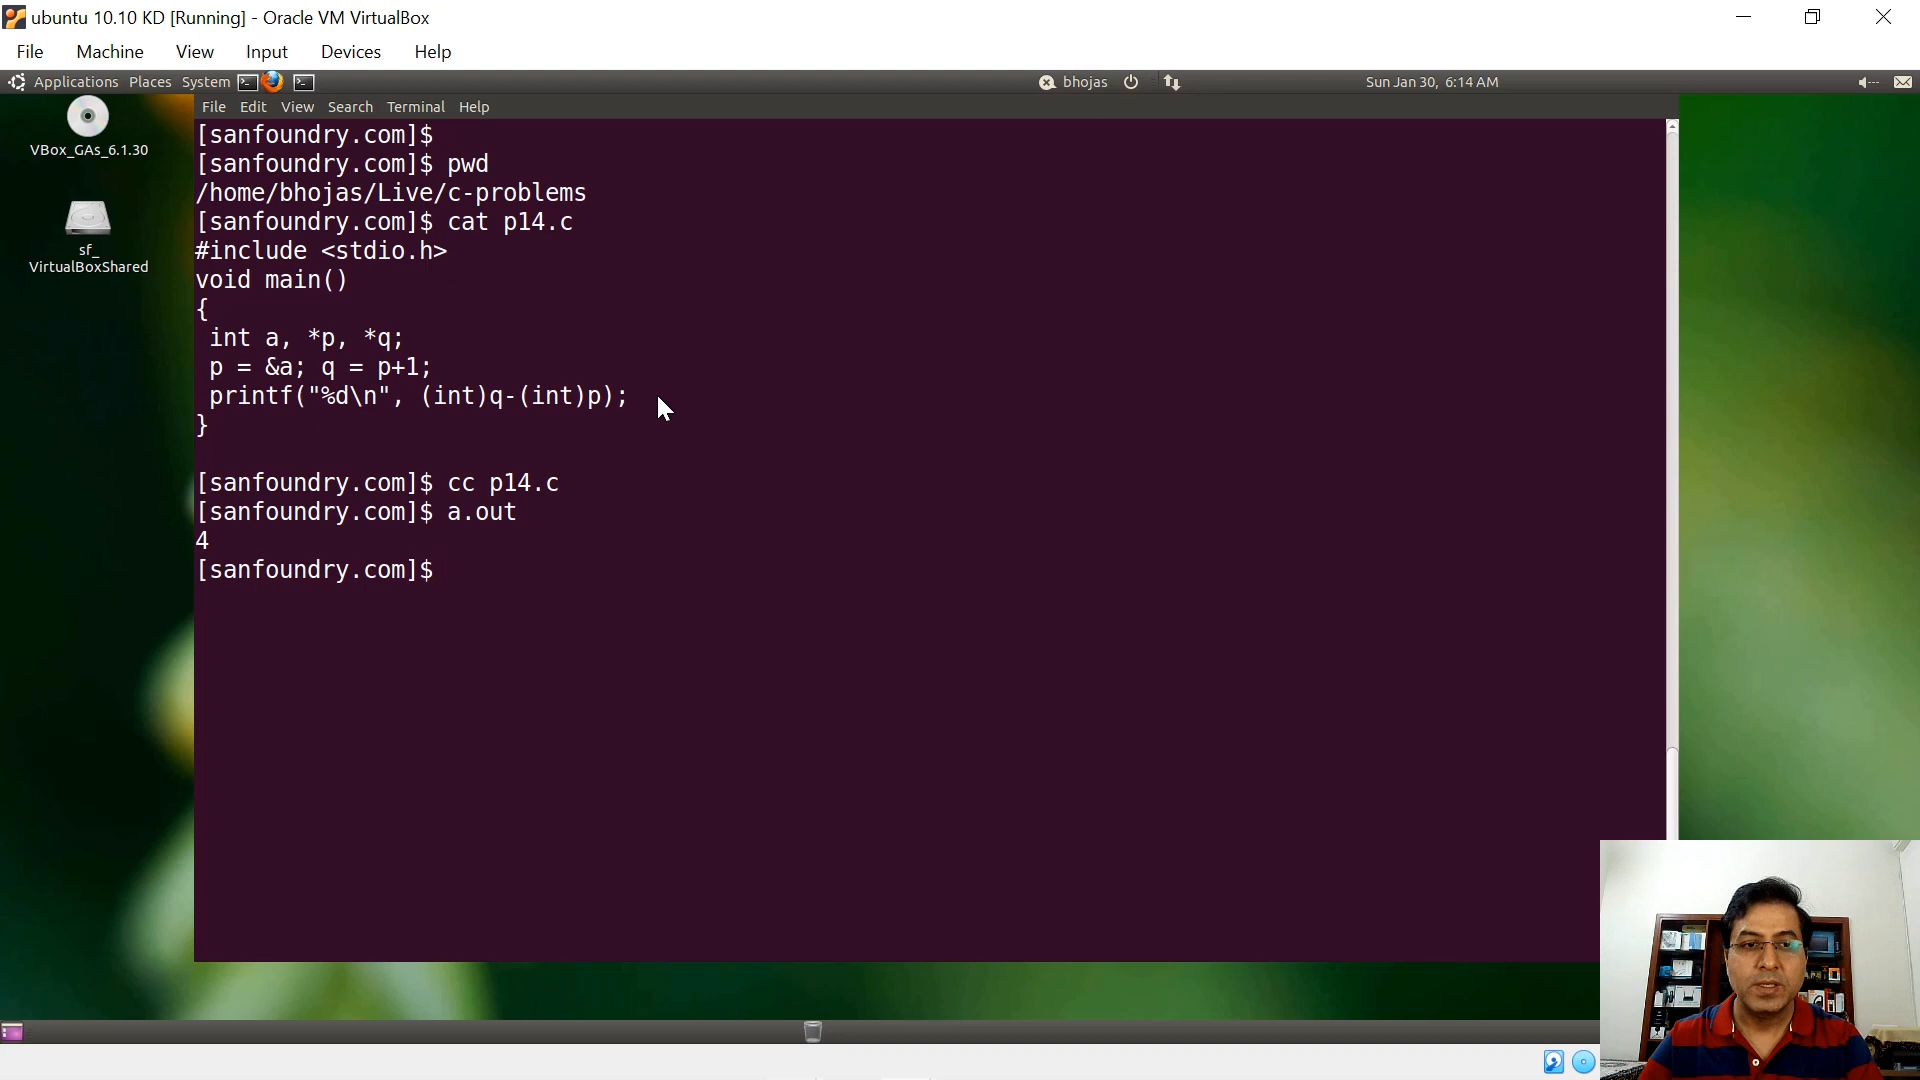 ubuntu 10.10 KD [Running] - Oracle VM VirtualBox
File Machine View Input Devices Help
Applications Places System bhojas Sun Jan 30, 6:14 AM
File Edit View Search Terminal Help
VBox_GAs_6.1.30
sf_
VirtualBoxShared
[sanfoundry.com]$
[sanfoundry.com]$ pwd
/home/bhojas/Live/c-problems
[sanfoundry.com]$ cat p14.c
#include <stdio.h>
void main()
{
int a, *p, *q;
p = &a; q = p+1;
printf("%d\n", (int)q-(int)p);
}
[sanfoundry.com]$ cc p14.c
[sanfoundry.com]$ a.out
4
[sanfoundry.com]$